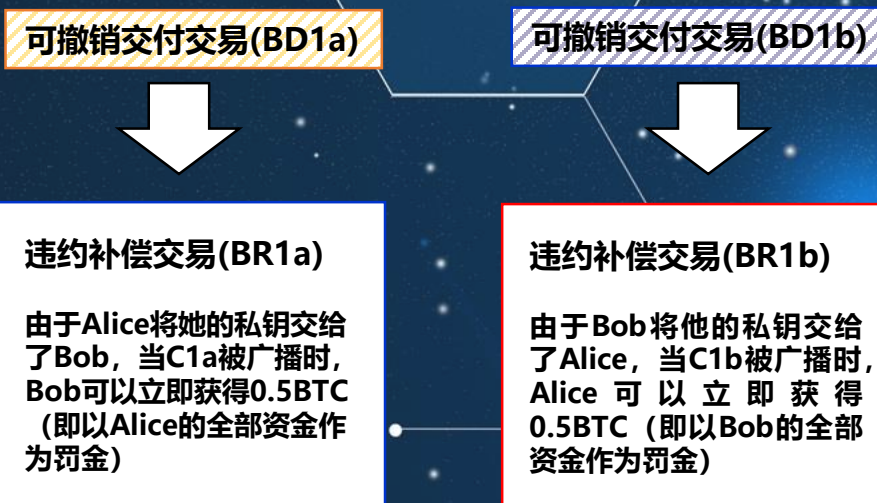 可撤销交付交易(BD1a)
可撤销交付交易(BD1b)
违约补偿交易(BR1a)
由于Alice将她的私钥交给
了Bob，当C1a被广播时，
Bob可以立即获得0.5BTC
（即以Alice的全部资金作
为罚金）
违约补偿交易(BR1b)
由于Bob将他的私钥交给
了Alice，当C1b被广播时，
Alice可以立即获得
0.5BTC（即以Bob的全部
资金作为罚金）